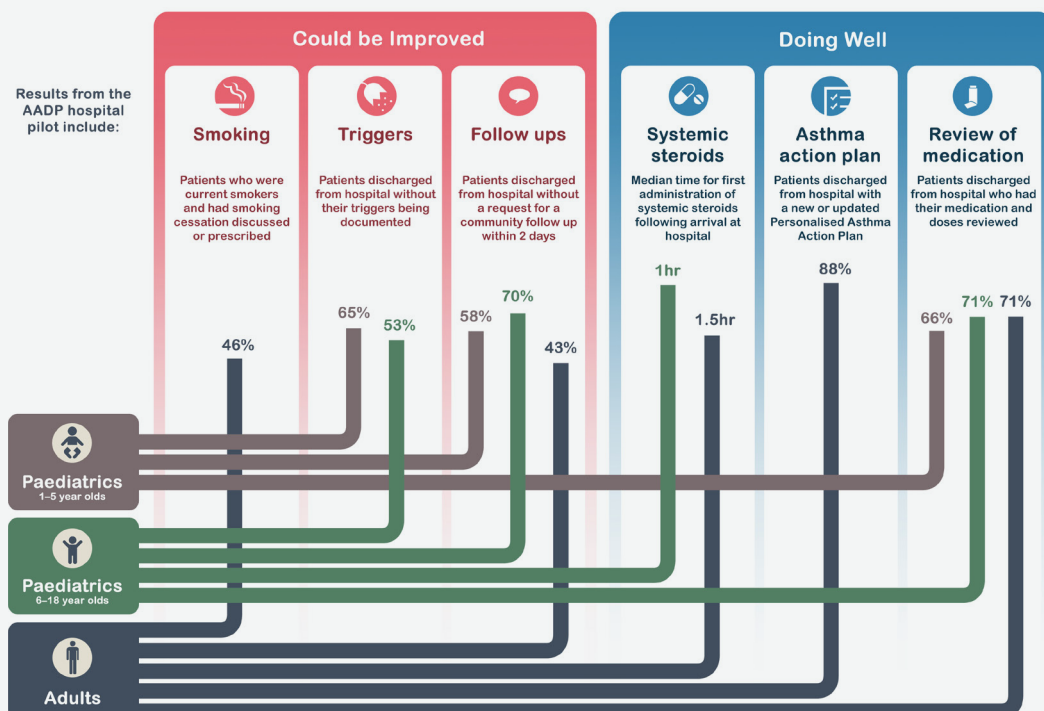 Could be Improved
Doing Well
Results from the
AADP hospital
pilot include:
Smoking
Patients who were
current smokers
and had smoking
cessation discussed
or prescribed
Triggers
Patients discharged
from hospital without
their triggers being
documented
Follow ups
Patients discharged
from hospital without
a request for a
community follow up
within 2 days
Systemic
steroids
Median time for first
administration of
systemic steroids
following arrival at
hospital
Asthma
action plan
Patients discharged
from hospital with
a new or updated
Personalised Asthma
Action Plan
Review of
medication
Patients discharged
from hospital who had
their medication and
doses reviewed
46%
65%
53%
58%
70%
43%
1hr
1.5hr
88%
66%
71%
71%
Paediatrics
1–5 year olds
Paediatrics
6–18 year olds
Adults